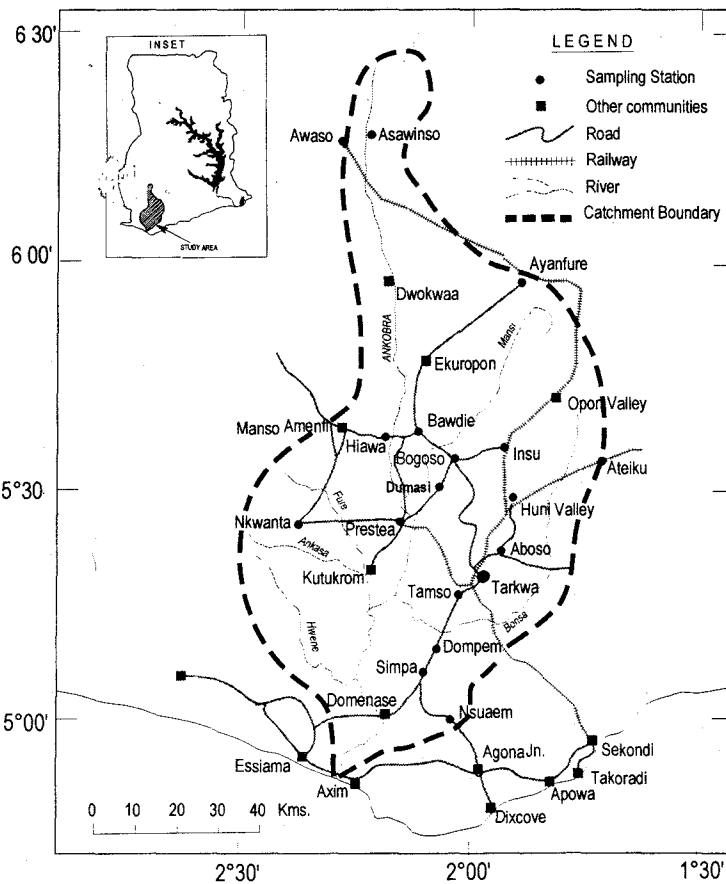 6 30'
INSET
STUDY AREA
LEGEND
Sampling Station
Other communities
Road
Railway
River
Catchment Boundary
Awaso
Asawinso
6 00'
Ayanfure
Dwokwaa
ANKOBRA
Mansi
Ekuropon
Opon Valley
Manso Amenfi
Bawdie
Hiawa
Bogoso
Insu
Ateiku
Dumasi
5°30'
Fure
Huni Valley
Nkwanta
Prestea
Ankasa
Aboso
Kutukrom
Tarkwa
Tamso
Bonsa
Hwene
Dompem
Simpa
Domenase
5°00'
Nsuaem
Sekondi
Essiama
Agona Jn.
Takoradi
Axim
Apowa
0 10 20 30 40 Kms.
Dixcove
2°30'
2°00'
1°30'